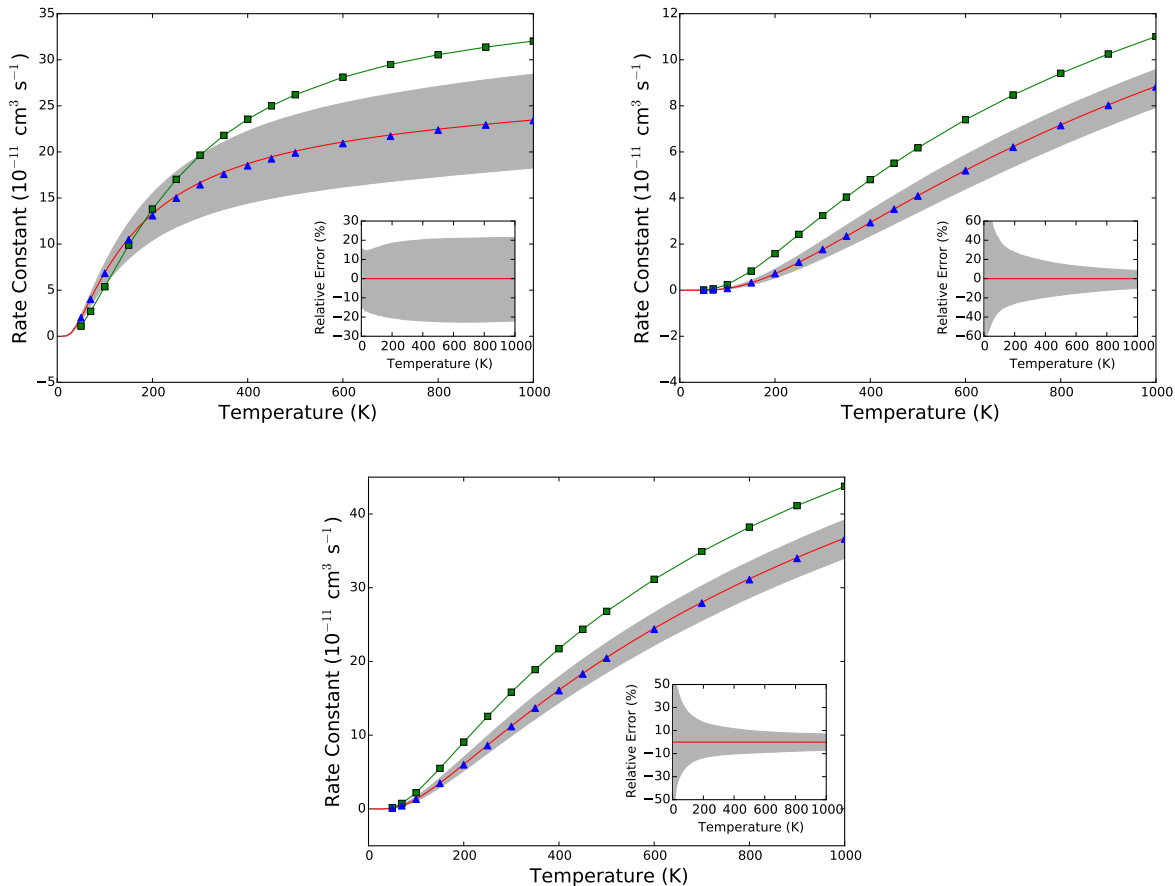 35
30
25
20
15
10
5
0
−5
0 200 400 600 800 1000
Temperature (K)
Rate Constant (10⁻¹¹ cm³ s⁻¹)
30
20
10
0
−10
−20
−30
0 200 400 600 800 1000
Temperature (K)
Relative Error (%)
12
10
8
6
4
2
0
−2
−4
0 200 400 600 800 1000
Temperature (K)
Rate Constant (10⁻¹¹ cm³ s⁻¹)
60
40
20
0
−20
−40
−60
0 200 400 600 800 1000
Temperature (K)
Relative Error (%)
40
30
20
10
0
0 200 400 600 800 1000
Temperature (K)
Rate Constant (10⁻¹¹ cm³ s⁻¹)
50
30
10
−10
−30
−50
0 200 400 600 800 1000
Temperature (K)
Relative Error (%)